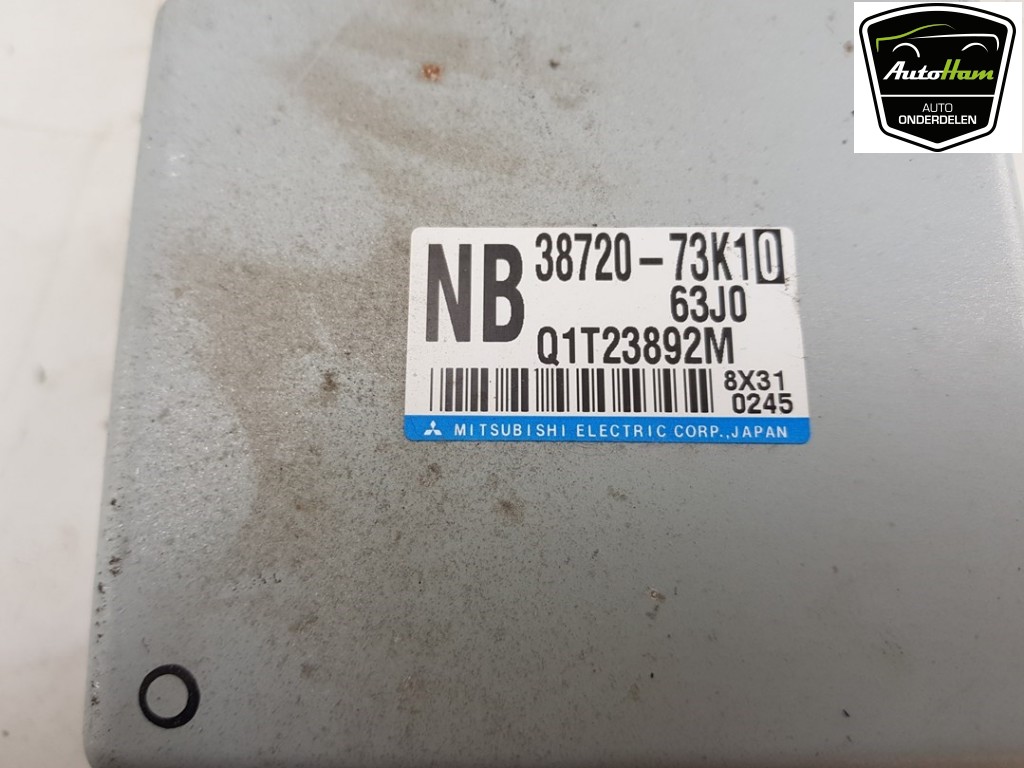 AutoHam
AUTO
ONDERDELEN
NB
38720-73K10
63J0
Q1T23892M
8X31
0245
MITSUBISHI ELECTRIC CORP., JAPAN